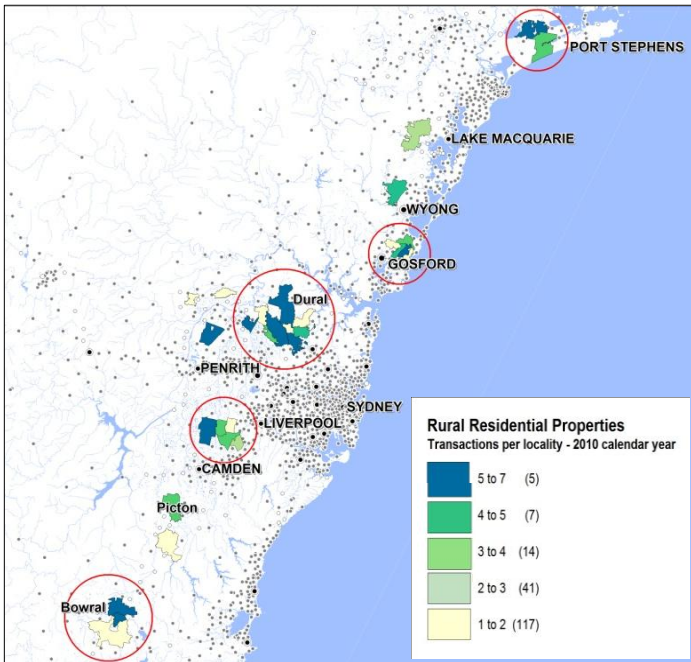 PORT STEPHENS
LAKE MACQUARIE
WYONG
GOSFORD
Dural
PENRITH
SYDNEY
LIVERPOOL
CAMDEN
Picton
Bowral
Rural Residential Properties
Transactions per locality - 2010 calendar year
5 to 7 (5)
4 to 5 (7)
3 to 4 (14)
2 to 3 (41)
1 to 2 (117)